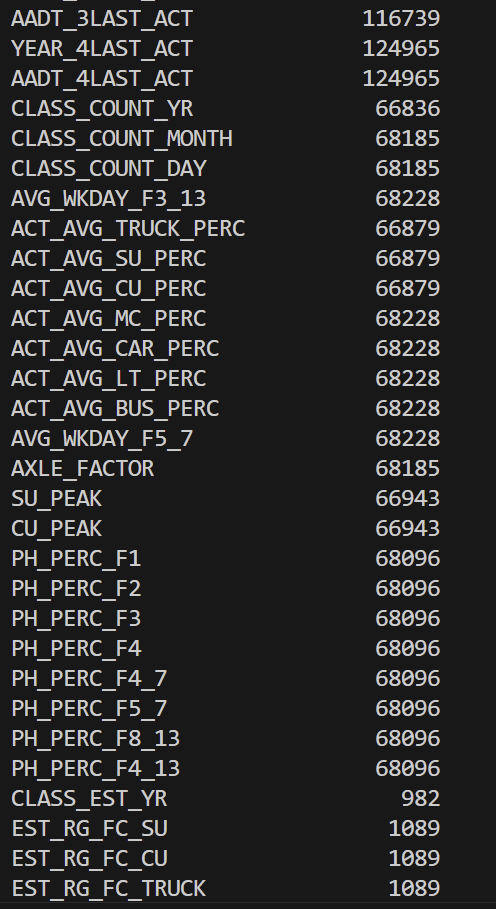 AADT_3LAST_ACT 116739
YEAR_4LAST_ACT 124965
AADT_4LAST_ACT 124965
CLASS_COUNT_YR 66836
CLASS_COUNT_MONTH 68185
CLASS_COUNT_DAY 68185
AVG_WKDAY_F3_13 68228
ACT_AVG_TRUCK_PERC 66879
ACT_AVG_SU_PERC 66879
ACT_AVG_CU_PERC 66879
ACT_AVG_MC_PERC 68228
ACT_AVG_CAR_PERC 68228
ACT_AVG_LT_PERC 68228
ACT_AVG_BUS_PERC 68228
AVG_WKDAY_F5_7 68228
AXLE_FACTOR 68185
SU_PEAK 66943
CU_PEAK 66943
PH_PERC_F1 68096
PH_PERC_F2 68096
PH_PERC_F3 68096
PH_PERC_F4 68096
PH_PERC_F4_7 68096
PH_PERC_F5_7 68096
PH_PERC_F8_13 68096
PH_PERC_F4_13 68096
CLASS_EST_YR 982
EST_RG_FC_SU 1089
EST_RG_FC_CU 1089
EST_RG_FC_TRUCK 1089